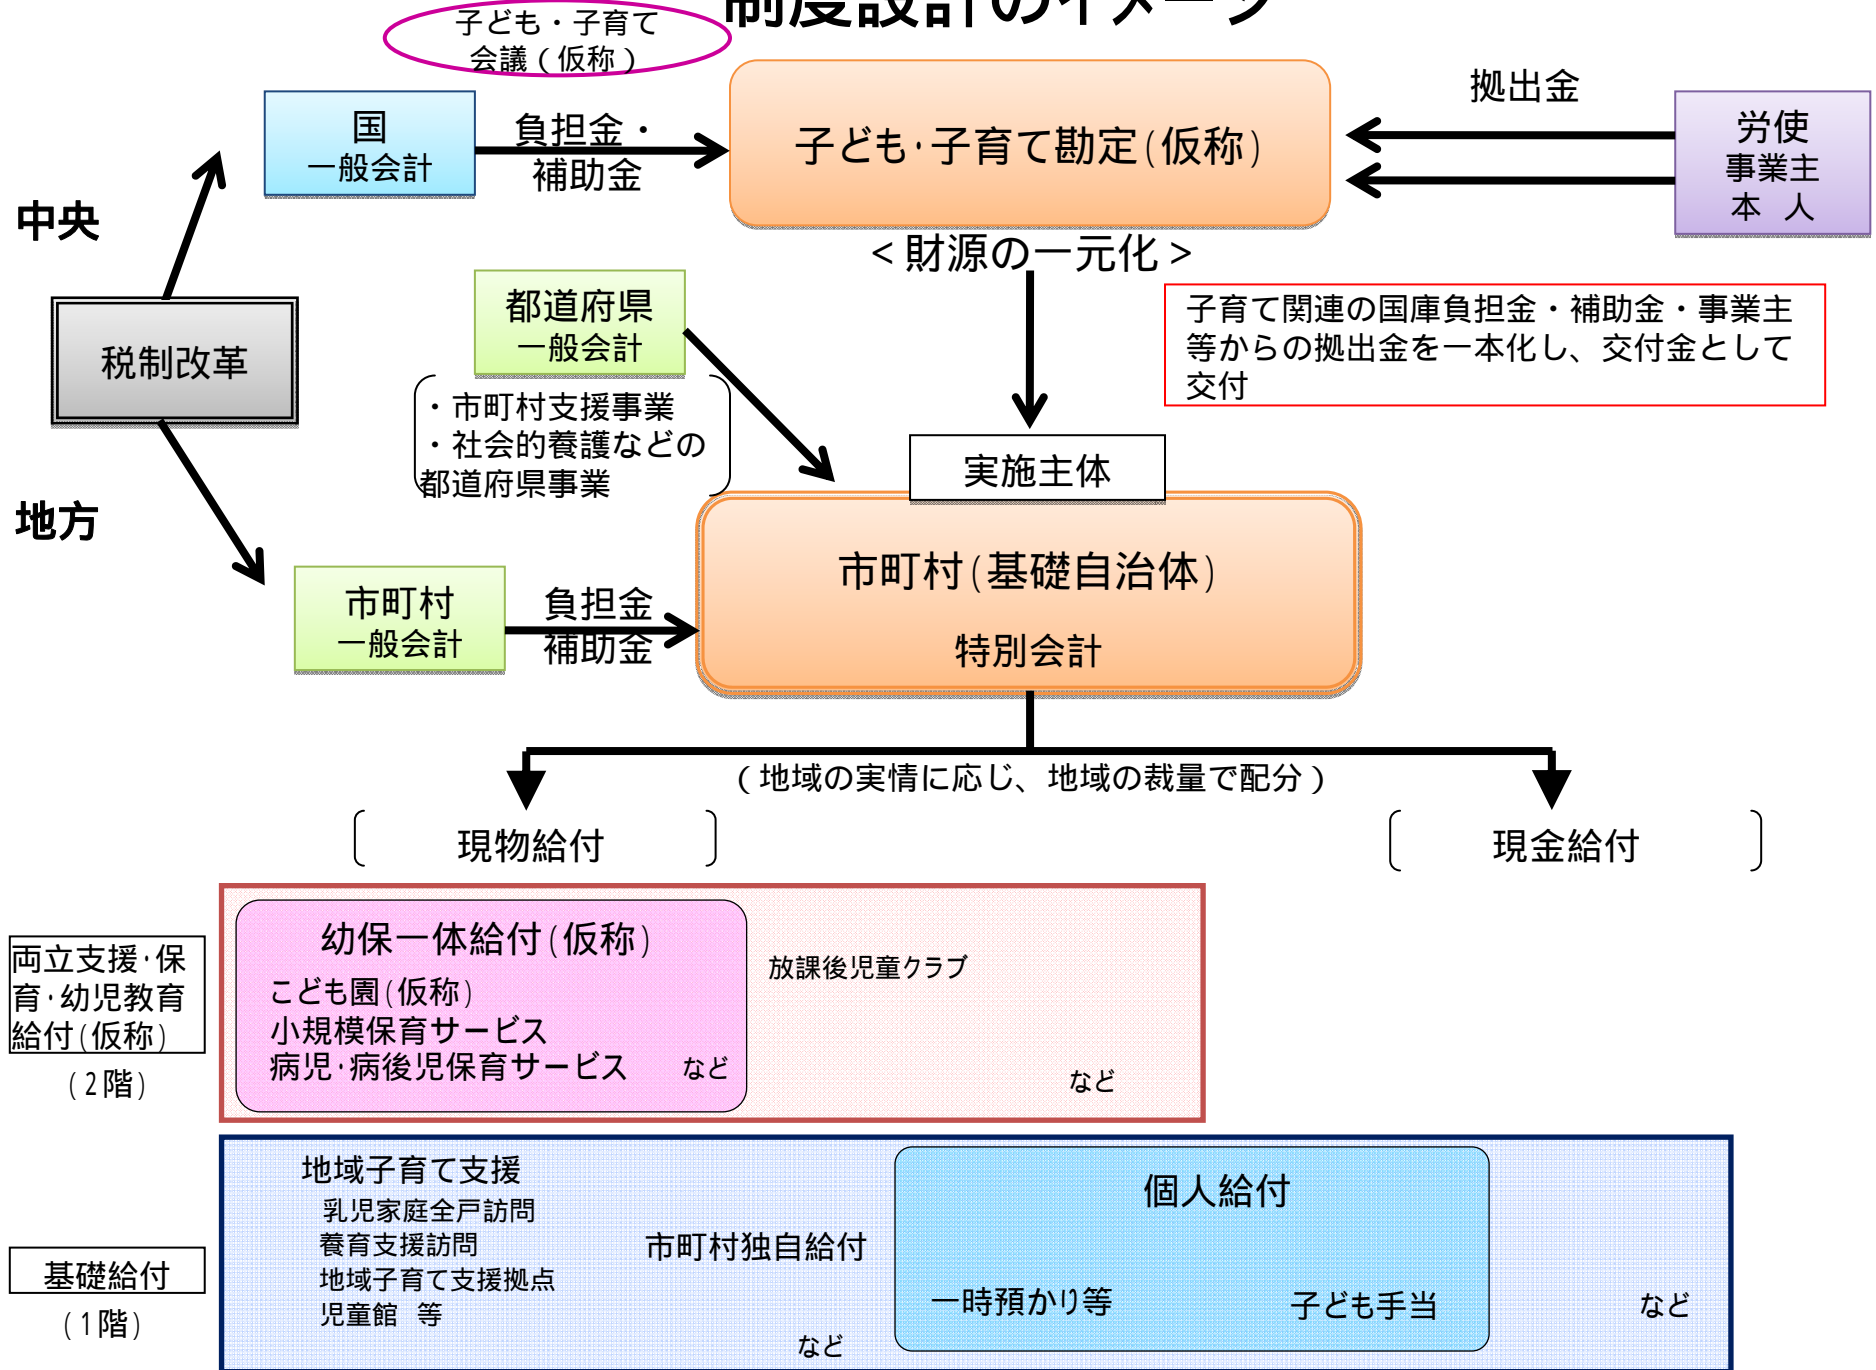 制度設計のイメージ
子ども・子育て
会議(仮称)
国
一般会計
負担金・
補助金
子ども・子育て勘定(仮称)
拠出金
労使
事業主
本 人
中央
<財源の一元化>
都道府県
一般会計
子育て関連の国庫負担金・補助金・事業主
等からの拠出金を一本化し、交付金として
交付
税制改革
・市町村支援事業
・社会的養護などの
都道府県事業
実施主体
地方
市町村(基礎自治体)
特別会計
市町村
一般会計
負担金
補助金
(地域の実情に応じ、地域の裁量で配分)
現物給付
現金給付
両立支援・保
育・幼児教育
給付(仮称)
(2階)
幼保一体給付(仮称)
こども園(仮称)
小規模保育サービス
病児・病後児保育サービス など
放課後児童クラブ
など
基礎給付
(1階)
地域子育て支援
乳児家庭全戸訪問
養育支援訪問
地域子育て支援拠点
児童館 等
市町村独自給付
など
個人給付
一時預かり等
子ども手当
など